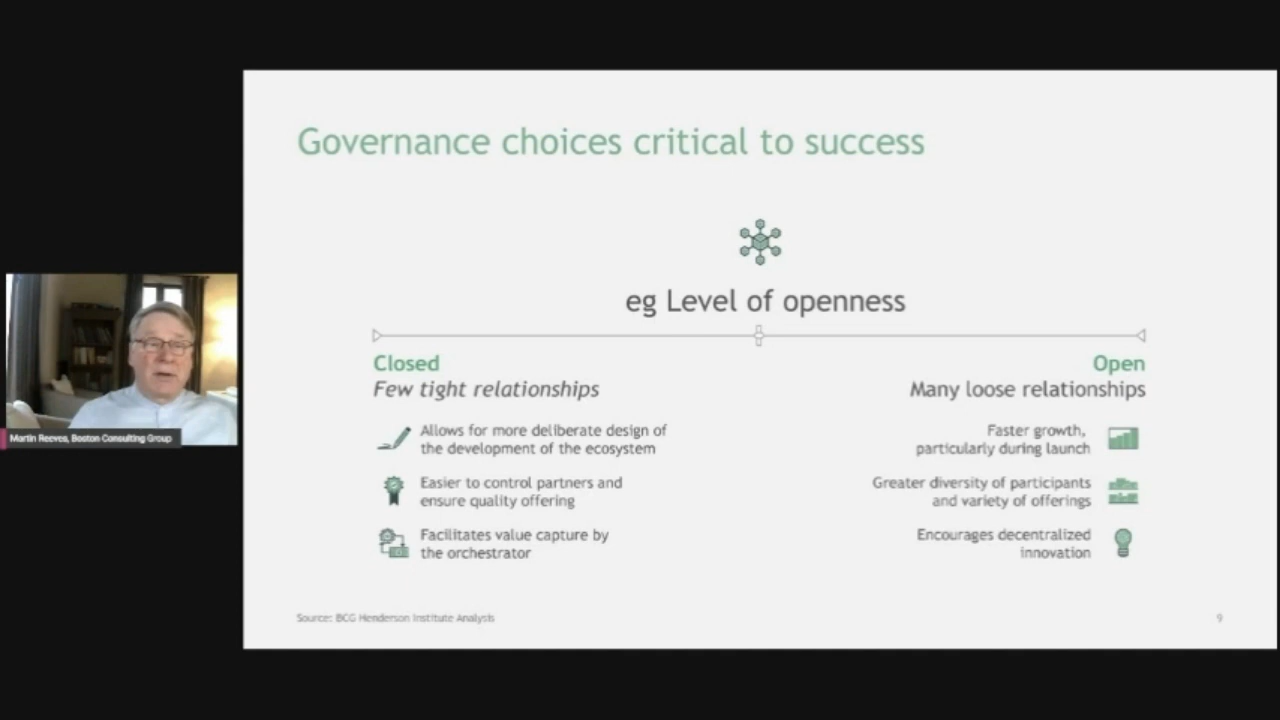 Governance choices critical to success
eg Level of openness
Closed
Few tight relationships
Allows for more deliberate design of
the development of the ecosystem
Easier to control partners and
ensure quality offering
Facilitates value capture by
the orchestrator
Open
Many loose relationships
Faster growth,
particularly during launch
Greater diversity of participants
and variety of offerings
Encourages decentralized
innovation
Martin Reeves, Boston Consulting Group
Source: BCG Henderson Institute Analysis
9